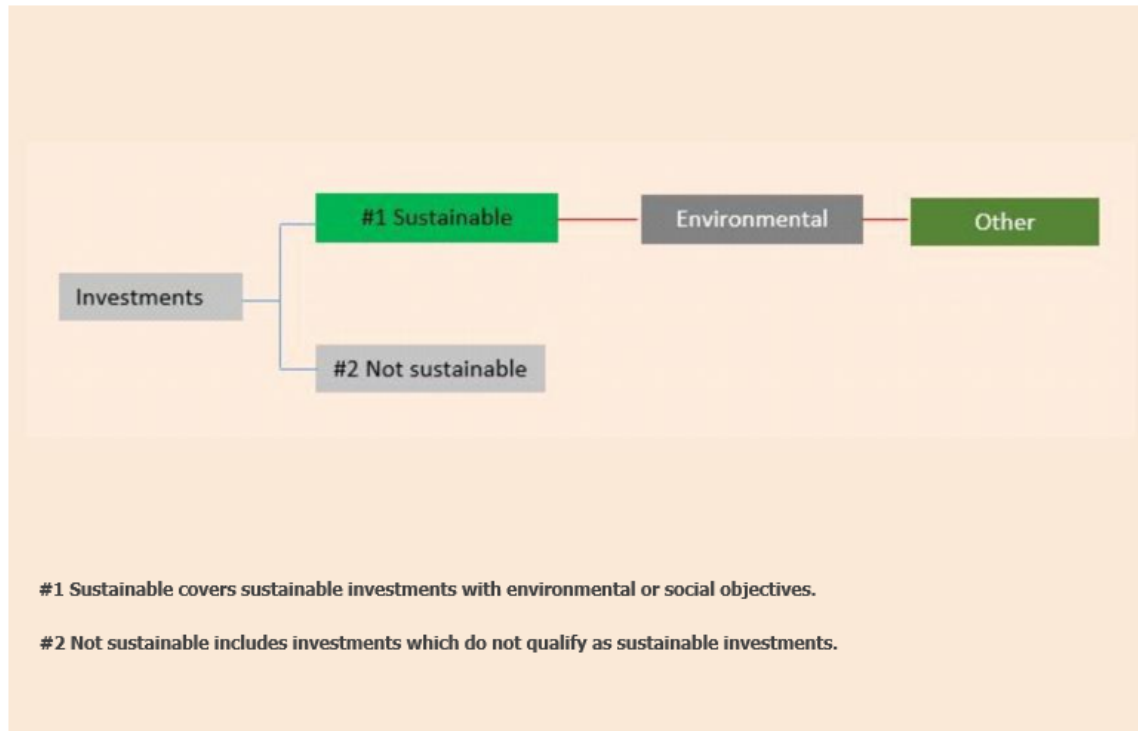 #1 Sustainable
Environmental
Other
Investments
#2 Not sustainable
#1 Sustainable covers sustainable investments with environmental or social objectives.
#2 Not sustainable includes investments which do not qualify as sustainable investments.